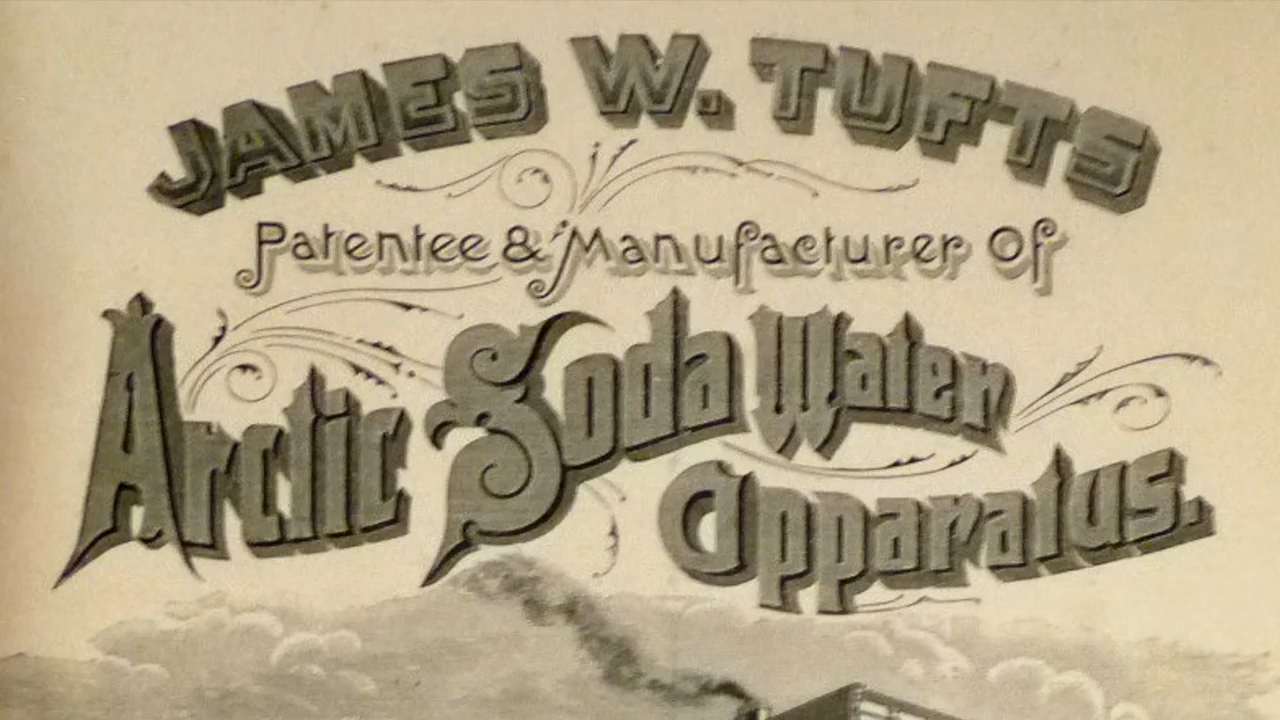 JAMES W. TUFTS
Patentee & Manufacturer Of
Arctic Soda Water
Apparatus.